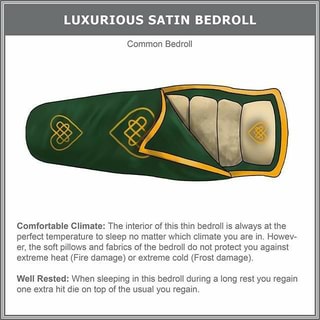 LUXURIOUS SATIN BEDROLL
Common Bedroll
Comfortable Climate: The interior of this thin bedroll is always at the
perfect temperature to sleep no matter which climate you are in. Howev-
er, the soft pillows and fabrics of the bedroll do not protect you against
extreme heat (Fire damage) or extreme cold (Frost damage).
Well Rested: When sleeping in this bedroll during a long rest you regain
one extra hit die on top of the usual you regain.